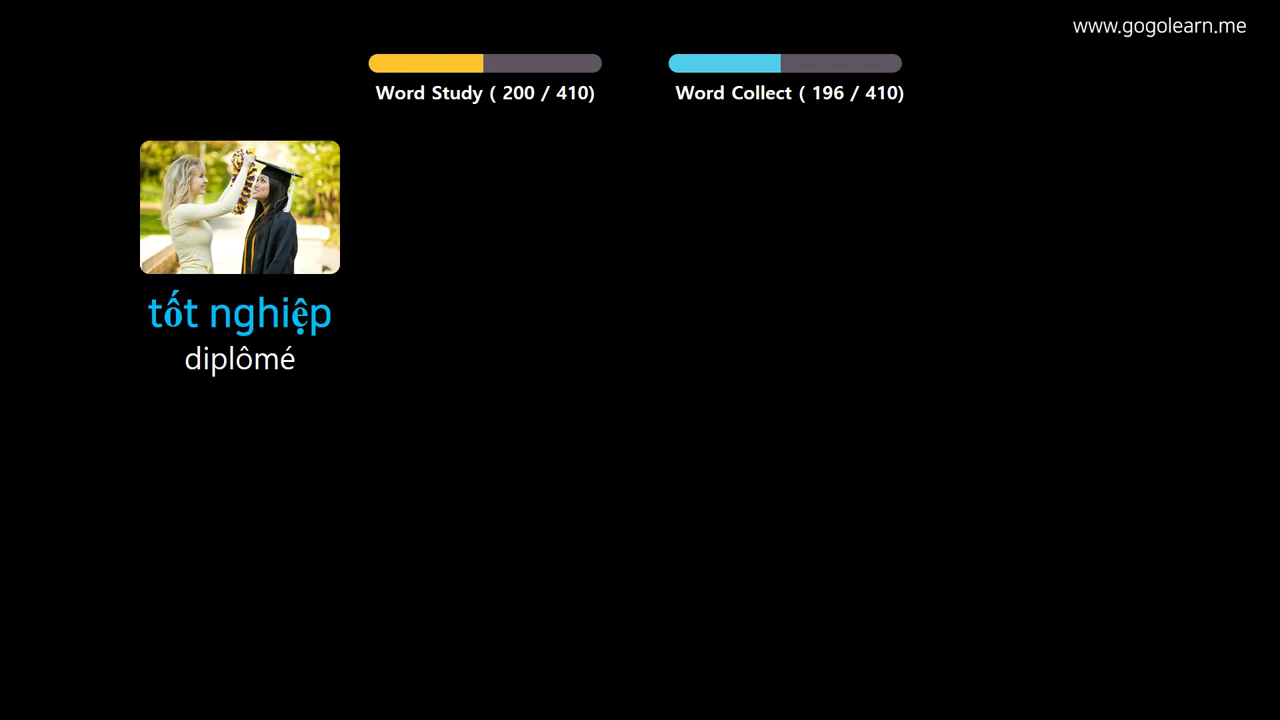 www.gogolearn.me
Word Study ( 200 / 410)
Word Collect ( 196 / 410)
tốt nghiệp
diplômé